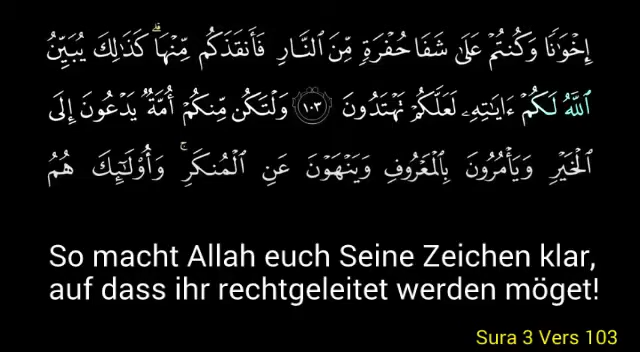 إِخْوَٰنًا وَكُنتُمْ عَلَىٰ شَفَا حُفْرَةٍ مِّنَ ٱلنَّارِ فَأَنقَذَكُم مِّنْهَا ۗ كَذَٰلِكَ يُبَيِّنُ
ٱللَّهُ لَكُمْ ءَايَٰتِهِۦ لَعَلَّكُمْ تَهْتَدُونَ ١٠٣ وَلْتَكُن مِّنكُمْ أُمَّةٌ يَدْعُونَ إِلَى
ٱلْخَيْرِ وَيَأْمُرُونَ بِٱلْمَعْرُوفِ وَيَنْهَوْنَ عَنِ ٱلْمُنكَرِ ۚ وَأُو۟لَٰٓئِكَ هُمُ
So macht Allah euch Seine Zeichen klar,
auf dass ihr rechtgeleitet werden möget!
Sura 3 Vers 103